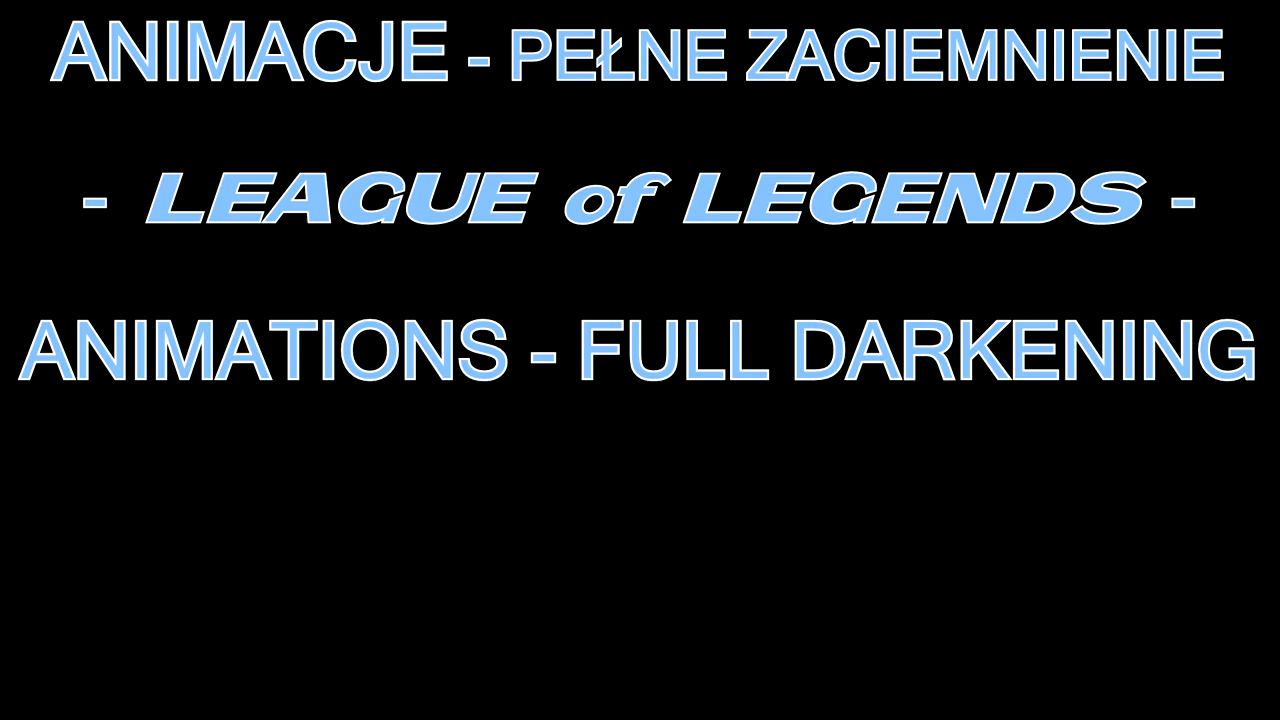 ANIMACJE - PEŁNE ZACIEMNIENIE
- LEAGUE of LEGENDS -
ANIMATIONS - FULL DARKENING